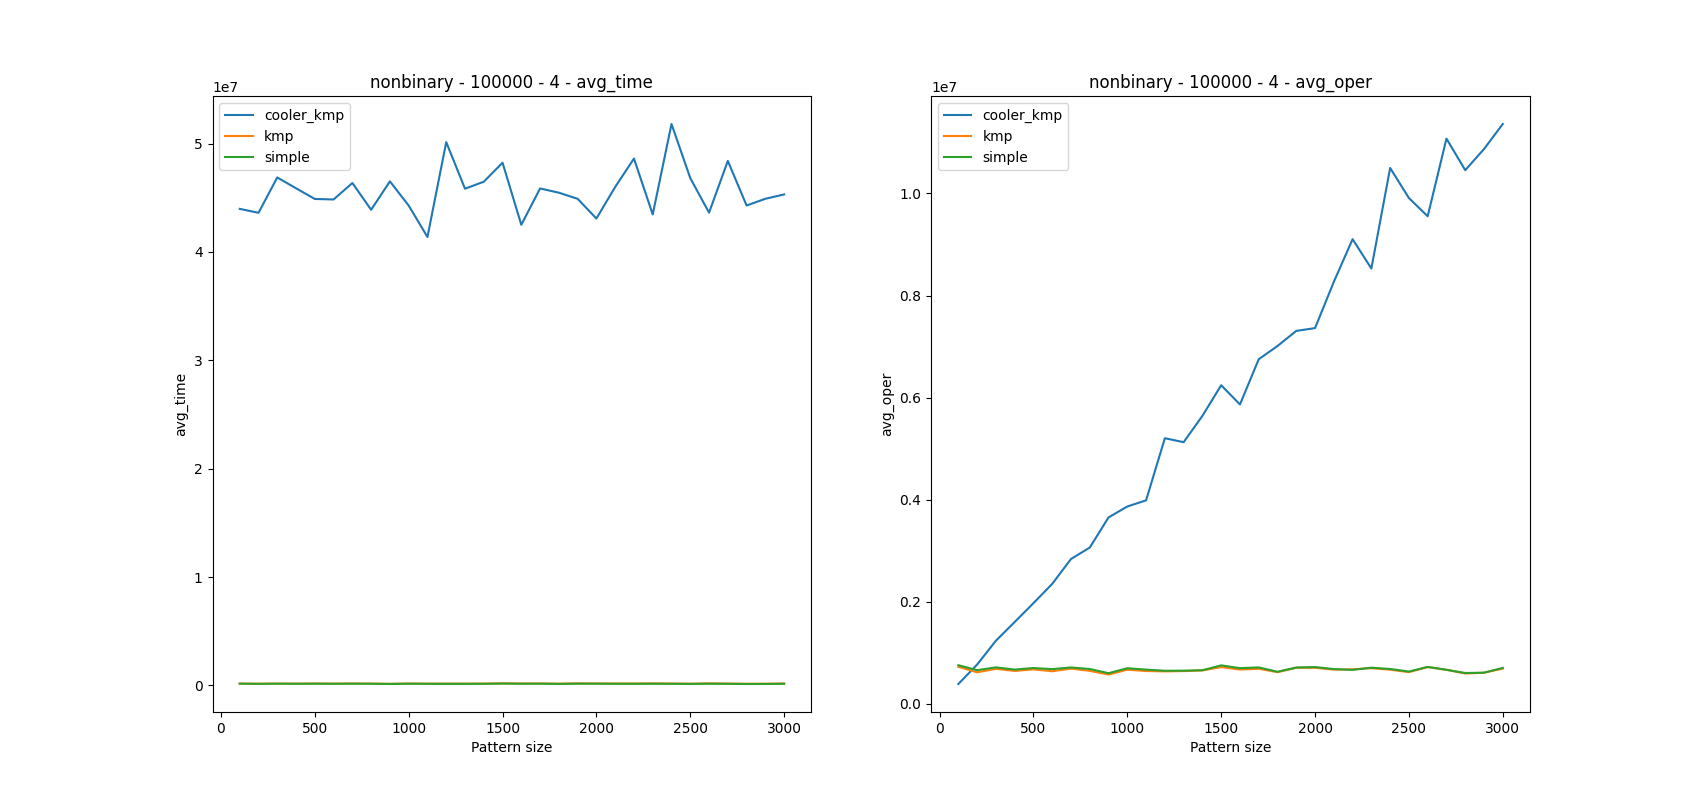 nonbinary - 100000 - 4 - avg_time
1e7
cooler_kmp
kmp
simple
5
4
3
2
1
0
avg_time
0 500 1000 1500 2000 2500 3000
Pattern size
nonbinary - 100000 - 4 - avg_oper
1e7
cooler_kmp
kmp
simple
1.0
0.8
0.6
0.4
0.2
0.0
avg_oper
0 500 1000 1500 2000 2500 3000
Pattern size